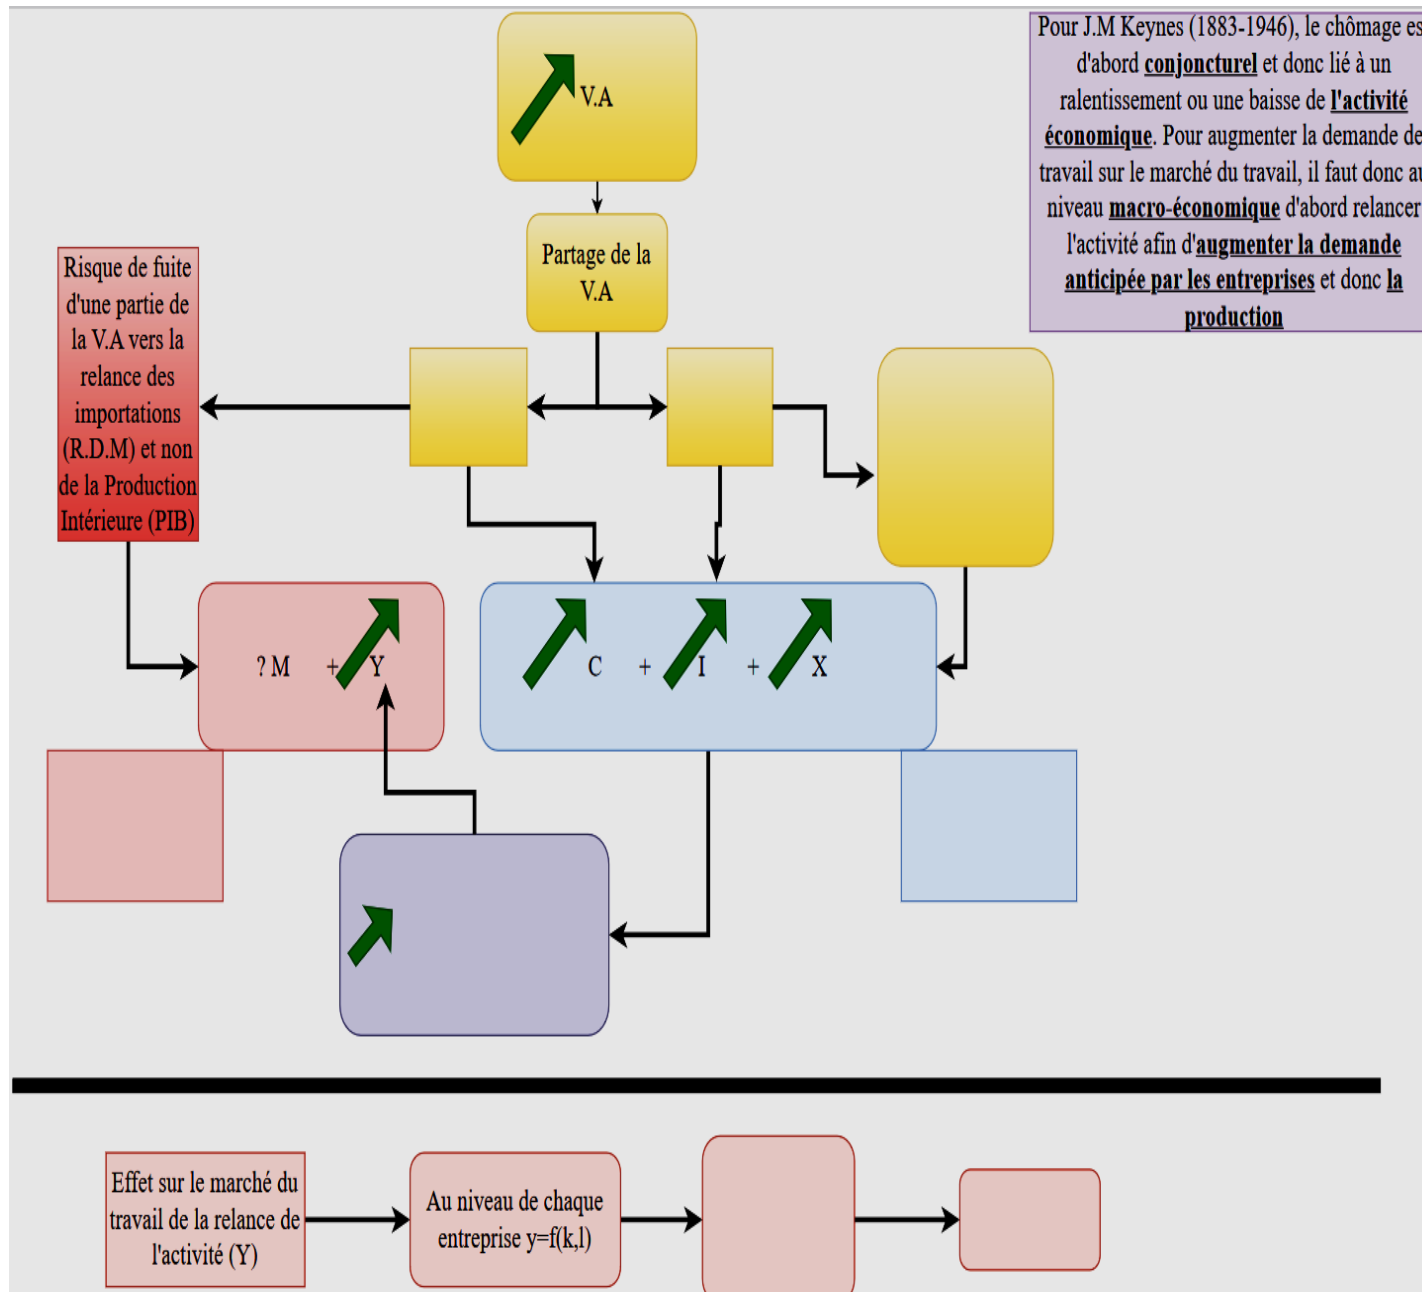 V.A
Pour J.M Keynes (1883-1946), le chômage es
d'abord conjoncturel et donc lié à un
ralentissement ou une baisse de l'activité
économique. Pour augmenter la demande de
travail sur le marché du travail, il faut donc au
niveau macro-économique d'abord relancer
l'activité afin d'augmenter la demande
anticipée par les entreprises et donc la
production
Partage de la
V.A
Risque de fuite
d'une partie de
la V.A vers la
relance des
importations
(R.D.M) et non
de la Production
Intérieure (PIB)
? M + Y
C + I + X
Effet sur le marché du
travail de la relance de
l'activité (Y)
Au niveau de chaque
entreprise y=f(k,l)